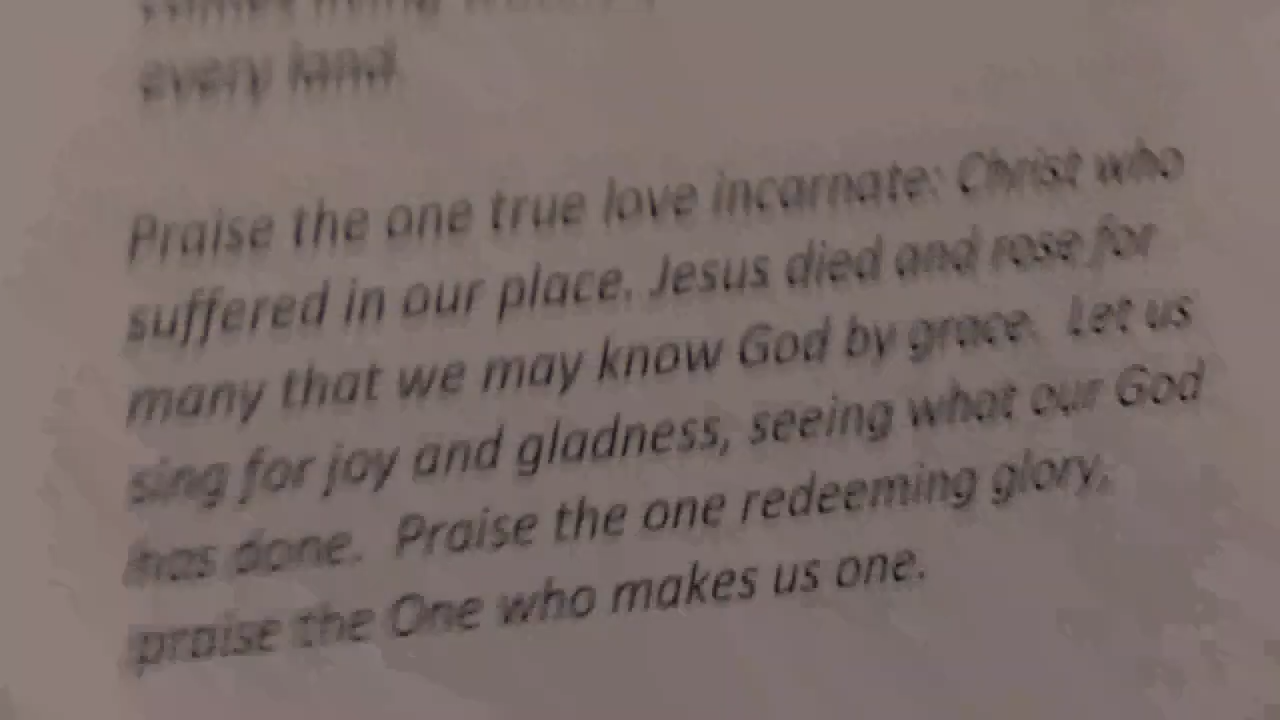 every land.
Praise the one true love incarnate: Christ who
suffered in our place. Jesus died and rose for
many that we may know God by grace. Let us
sing for joy and gladness, seeing what our God
has done. Praise the one redeeming glory,
praise the One who makes us one.